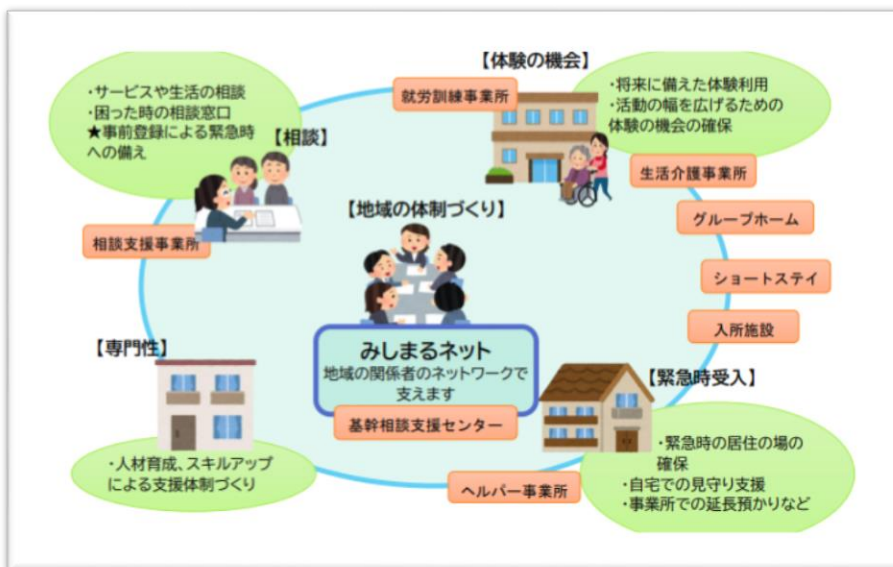 【体験の機会】
就労訓練事業所
・サービスや生活の相談
・困った時の相談窓口
★事前登録による緊急時
への備え
【相談】
・将来に備えた体験利用
・活動の幅を広げるための
体験の機会の確保
生活介護事業所
【地域の体制づくり】
グループホーム
相談支援事業所
ショートステイ
入所施設
【専門性】
みしまるネット
地域の関係者のネットワークで
支えます
基幹相談支援センター
【緊急時受入】
・人材育成、スキルアップ
による支援体制づくり
ヘルパー事業所
・緊急時の居住の場の
確保
・自宅での見守り支援
・事業所での延長預かりなど